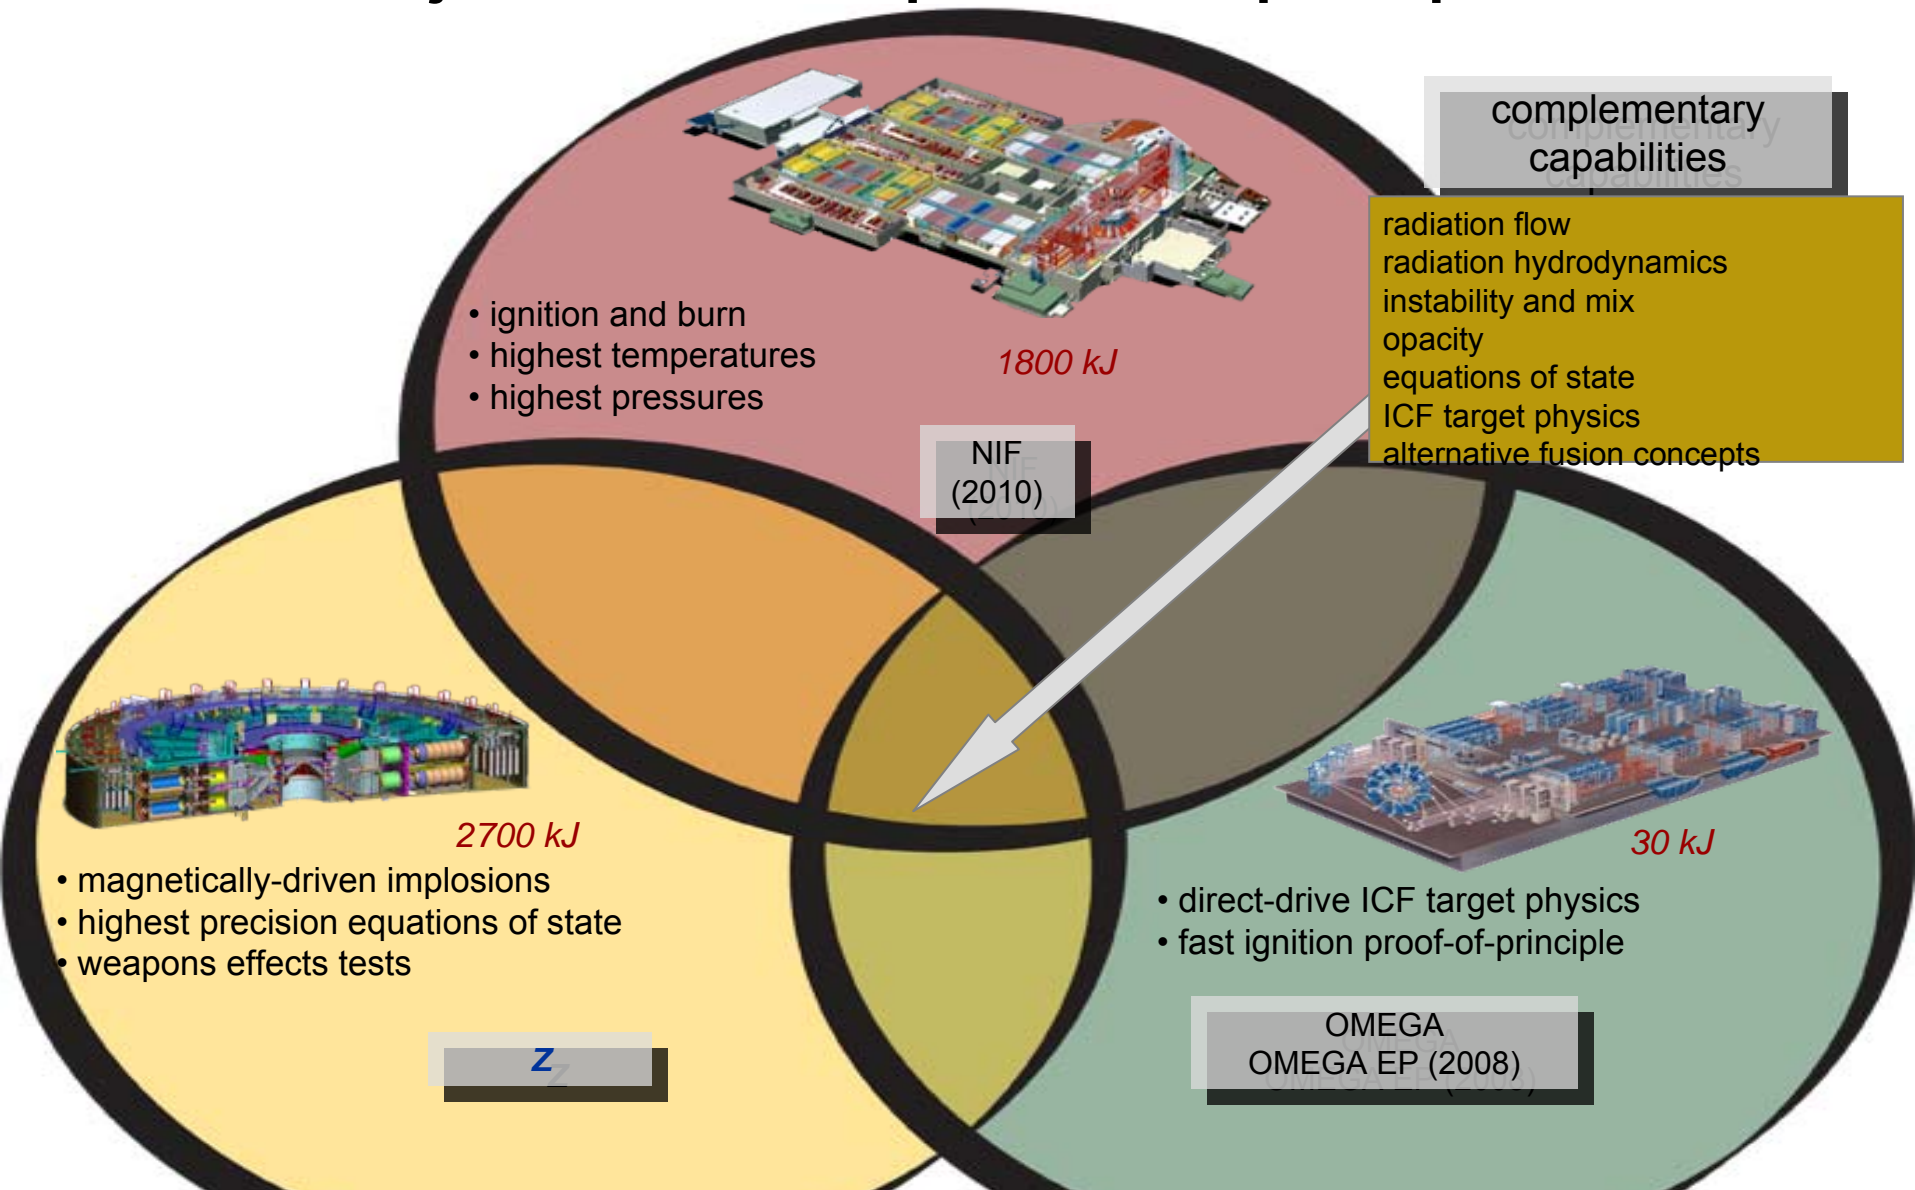 complementary
capabilities
radiation flow
radiation hydrodynamics
instability and mix
opacity
equations of state
ICF target physics
alternative fusion concepts
• ignition and burn
• highest temperatures
• highest pressures
1800 kJ
NIF
(2010)
2700 kJ
• magnetically-driven implosions
• highest precision equations of state
• weapons effects tests
Z
30 kJ
• direct-drive ICF target physics
• fast ignition proof-of-principle
OMEGA
OMEGA EP (2008)